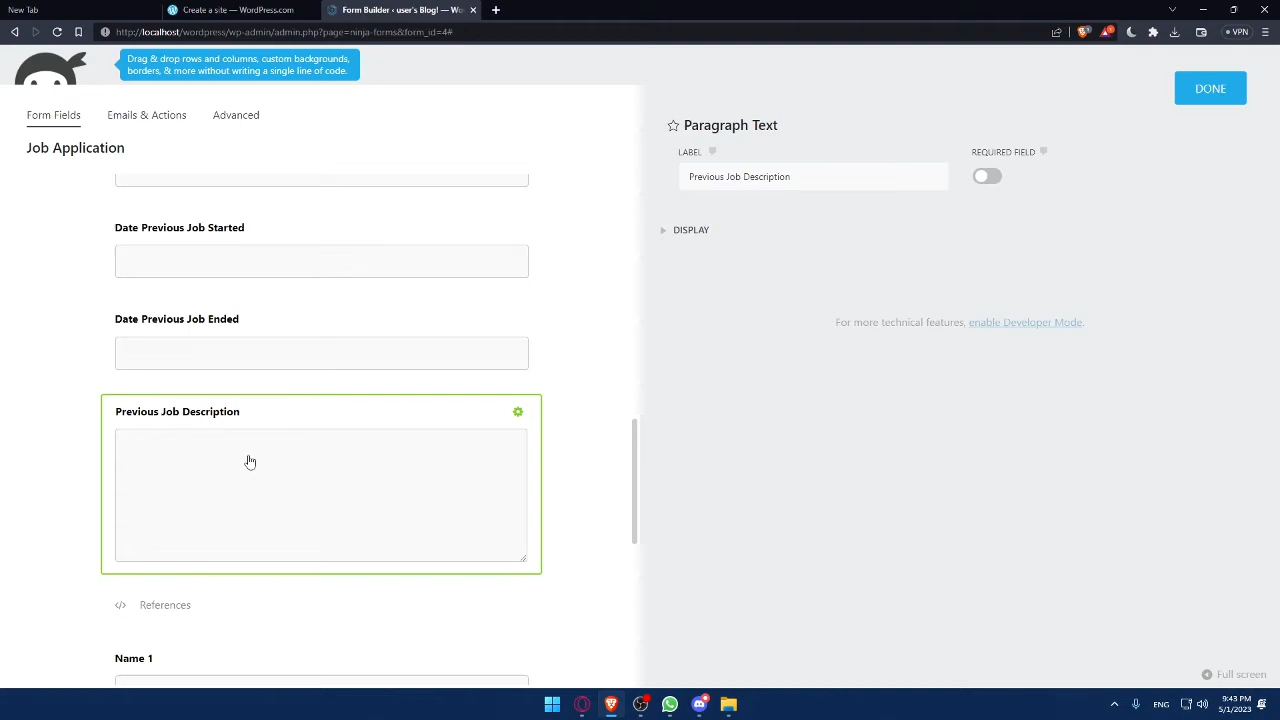 New Tab
Create a site — WordPress.com
Form Builder ‹ user's Blog! — Wo
http://localhost/wordpress/wp-admin/admin.php?page=ninja-forms&form_id=4#
VPN
Drag & drop rows and columns, custom backgrounds,
borders, & more without writing a single line of code.
DONE
Form Fields
Emails & Actions
Advanced
Job Application
Paragraph Text
LABEL
REQUIRED FIELD
Previous Job Description
DISPLAY
For more technical features, enable Developer Mode.
Date Previous Job Started
Date Previous Job Ended
Previous Job Description
</> References
Name 1
Full screen
ENG
9:43 PM
5/1/2023